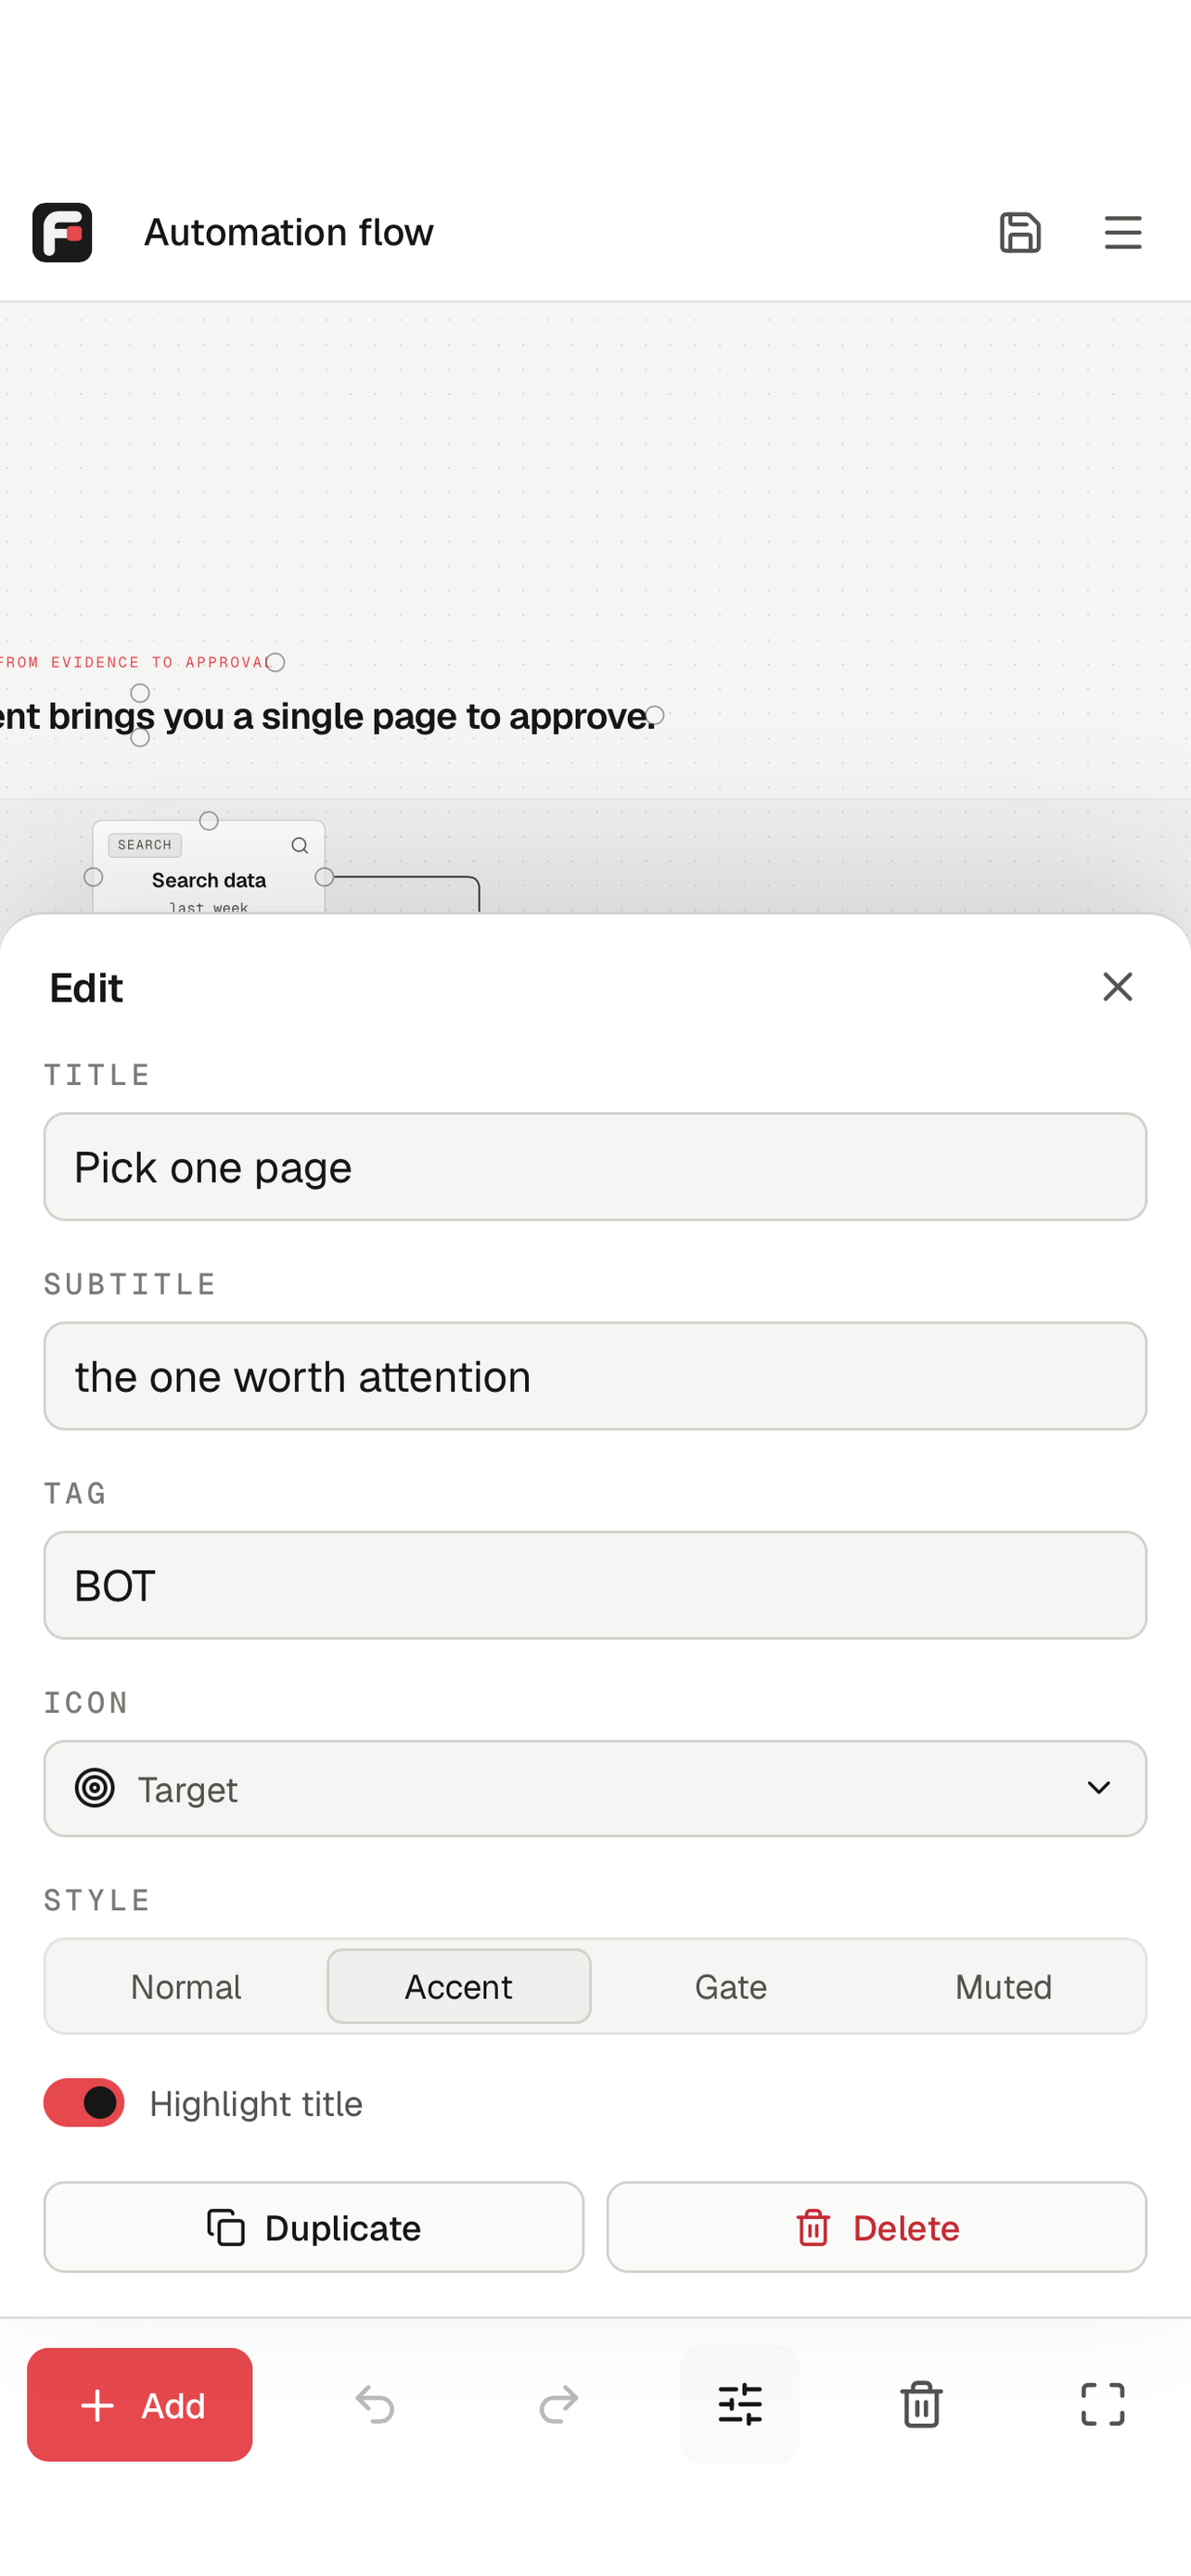 Automation flow
FROM EVIDENCE TO APPROVAL
brings you a single page to approve.
SEARCH
Search data
last week
Edit
TITLE
Pick one page
SUBTITLE
the one worth attention
TAG
BOT
ICON
Target
STYLE
Normal Accent Gate Muted
Highlight title
Duplicate Delete
Add